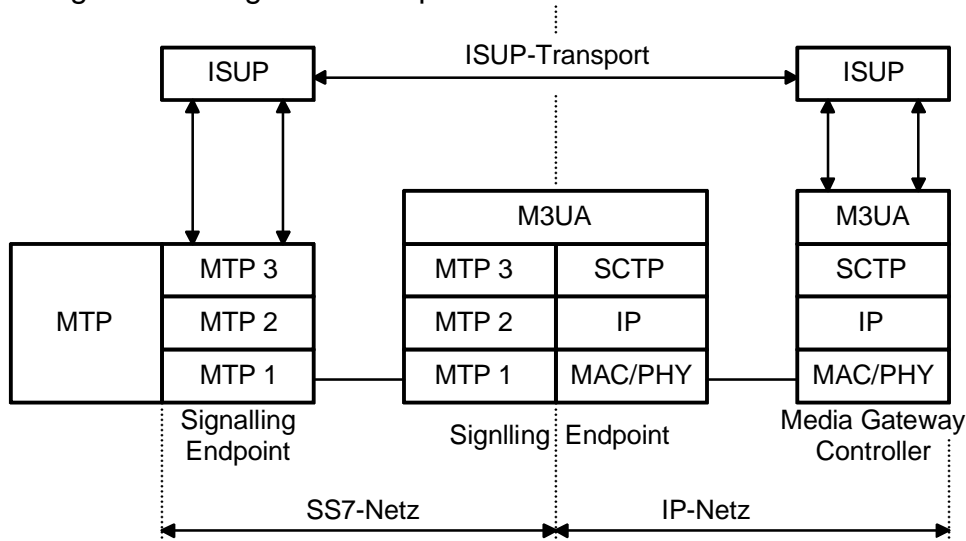 ISUP
ISUP-Transport
ISUP
M3UA
M3UA
MTP
MTP 3
MTP 3
SCTP
SCTP
MTP 2
MTP 2
IP
IP
MTP 1
MTP 1
MAC/PHY
MAC/PHY
Signalling
Endpoint
Signlling Endpoint
Media Gateway
Controller
SS7-Netz
IP-Netz